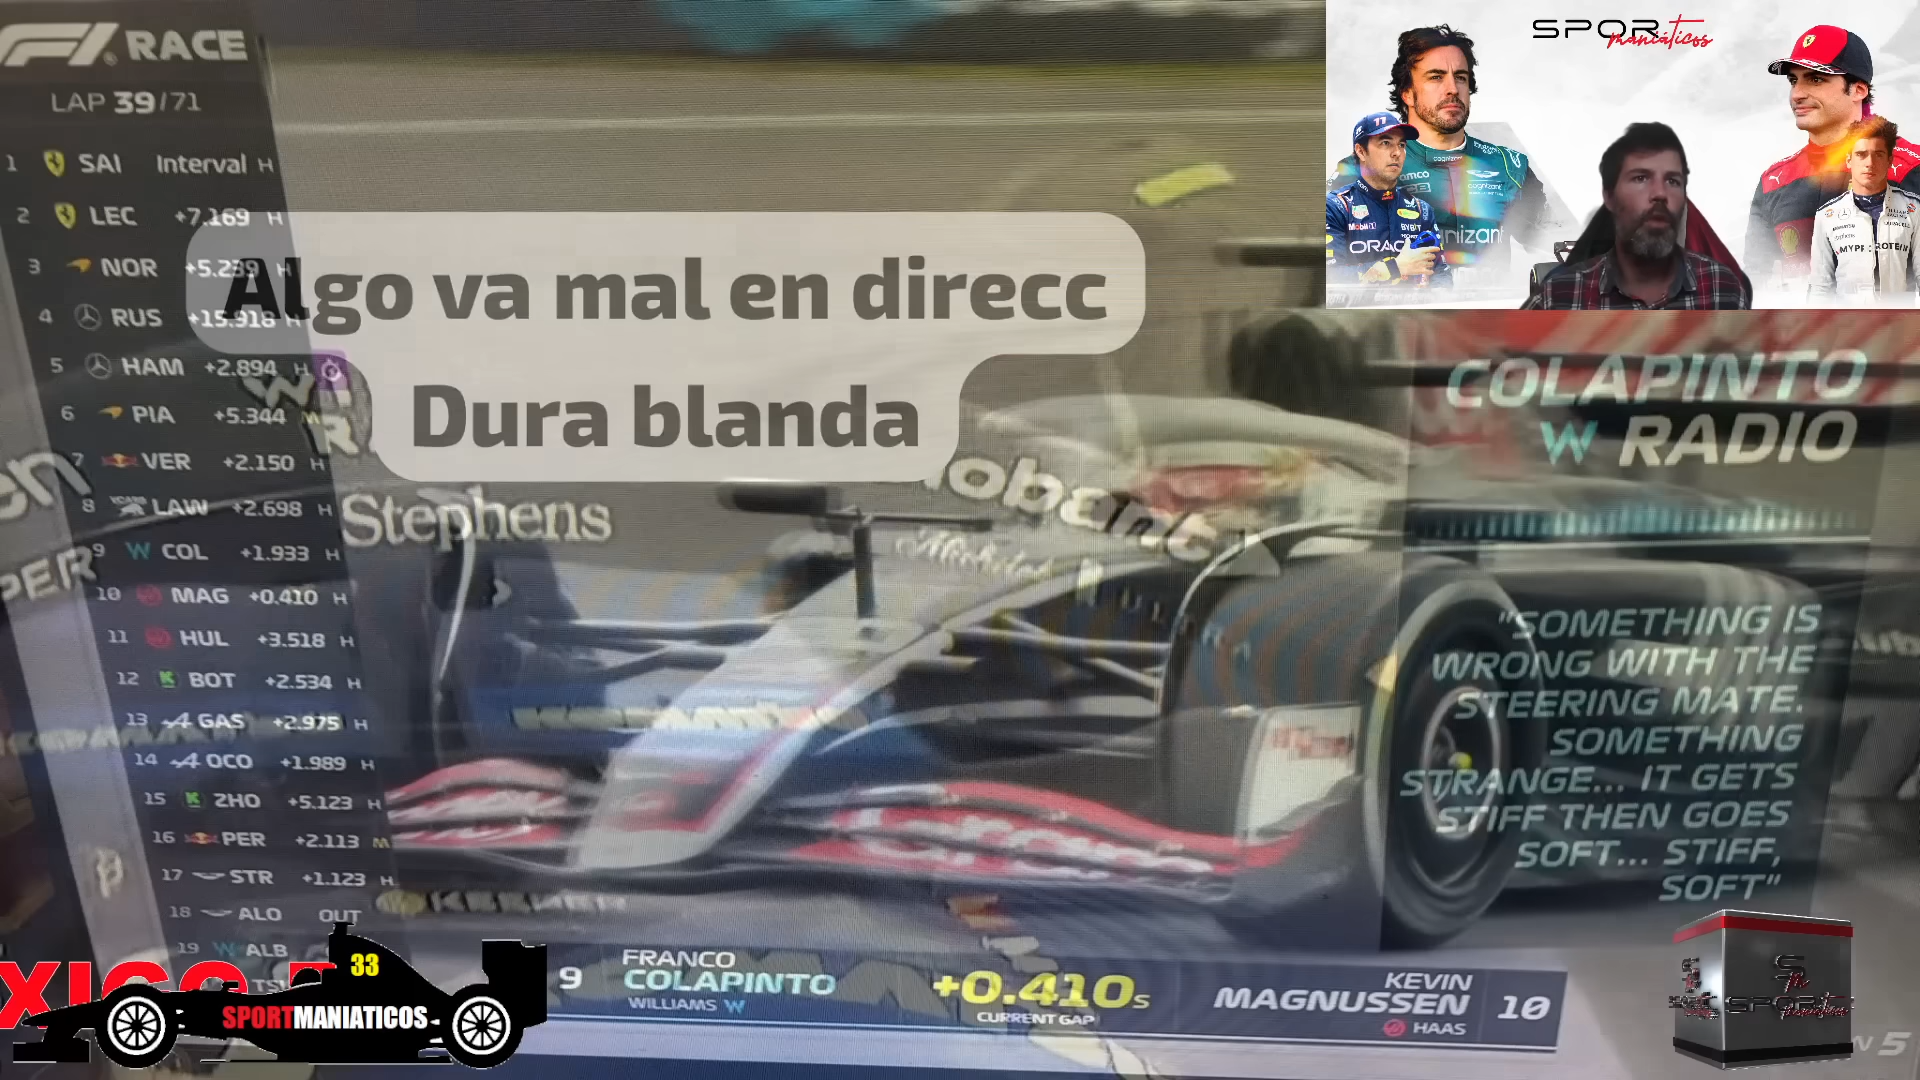 F1 RACE
LAP 39/71
1 SAI Interval H
2 LEC +7.169 H
3 NOR +5.239 H
4 RUS +15.918 H
5 HAM +2.894 H
6 PIA +5.344 M
7 VER +2.150 H
8 LAW +2.698 H
9 W COL +1.933 H
10 MAG +0.410 H
11 HUL +3.518 H
12 K BOT +2.534 H
13 GAS +2.975 H
14 OCO +1.989 H
15 K ZHO +5.123 H
16 PER +2.113 M
17 STR +1.123 H
18 ALO OUT
19 W ALB
Algo va mal en direcc
Dura blanda
Stephens
SPOR
maniáticos
11
cognizant
ORAC
COLAPINTO
W RADIO
"SOMETHING IS
WRONG WITH THE
STEERING MATE.
SOMETHING
STRANGE... IT GETS
STIFF THEN GOES
SOFT... STIFF,
SOFT"
33
SPORTMANIATICOS
9 FRANCO
COLAPINTO
WILLIAMS W
+0.410s
CURRENT GAP
KEVIN
MAGNUSSEN 10
HAAS
SPORT